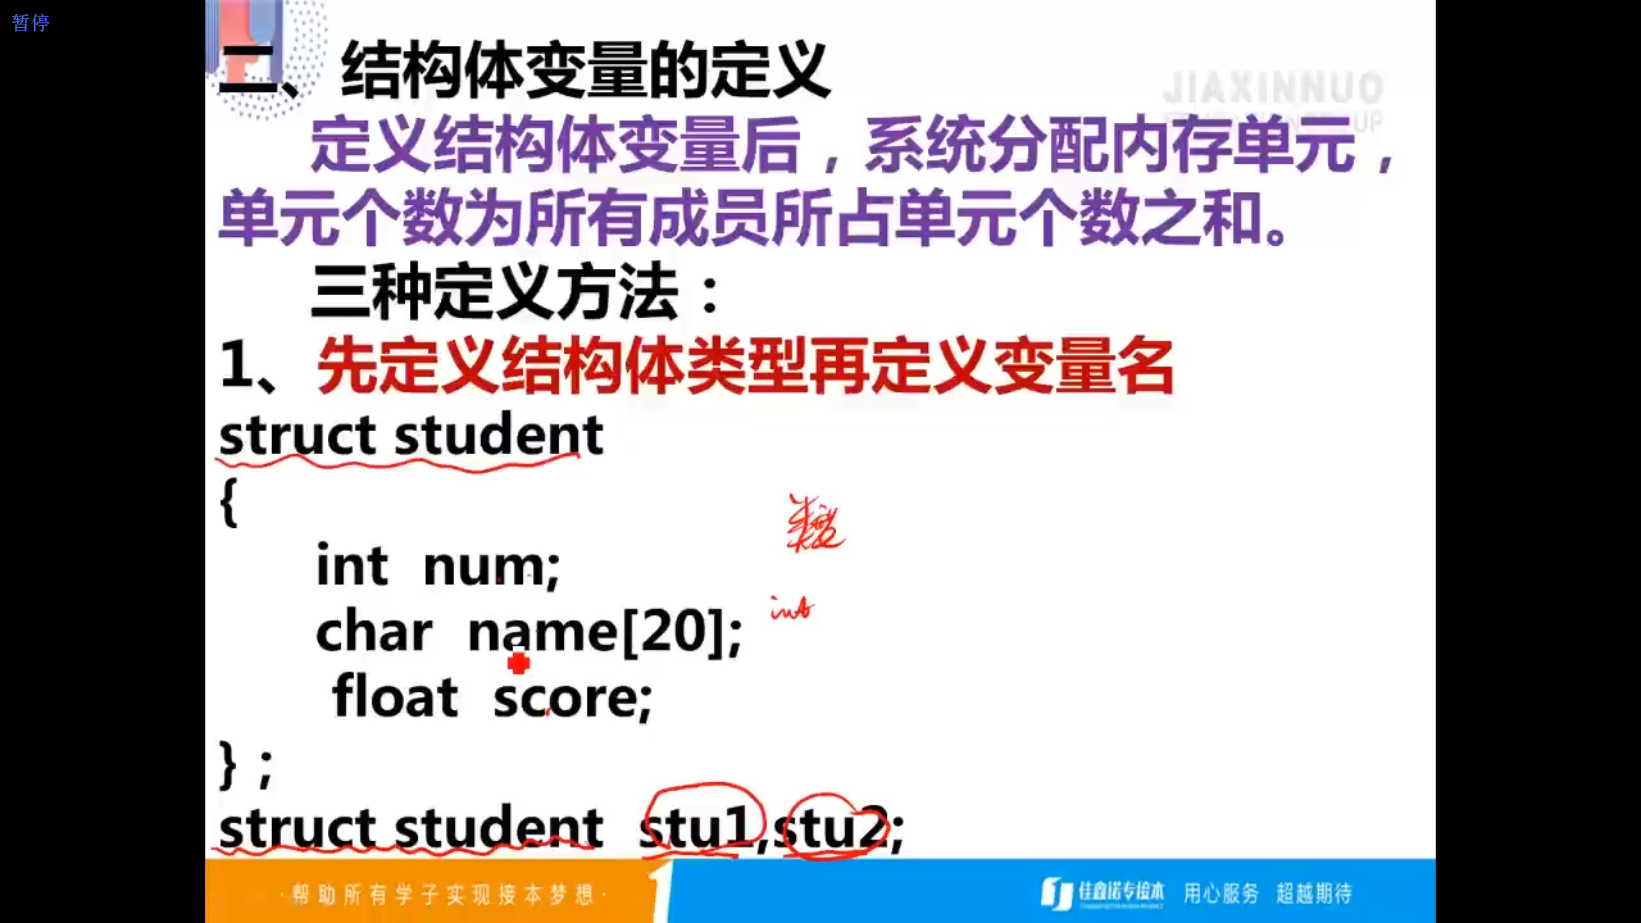 暂停
二、结构体变量的定义
JIAXINNUO
定义结构体变量后，系统分配内存单元，
单元个数为所有成员所占单元个数之和。
三种定义方法：
1、先定义结构体类型再定义变量名
struct student
{
int num;
char name[20];
int
float score;
};
struct student stu1,stu2;
·帮助所有学子实现接本梦想·
佳鑫诺专接本 用心服务 超越期待